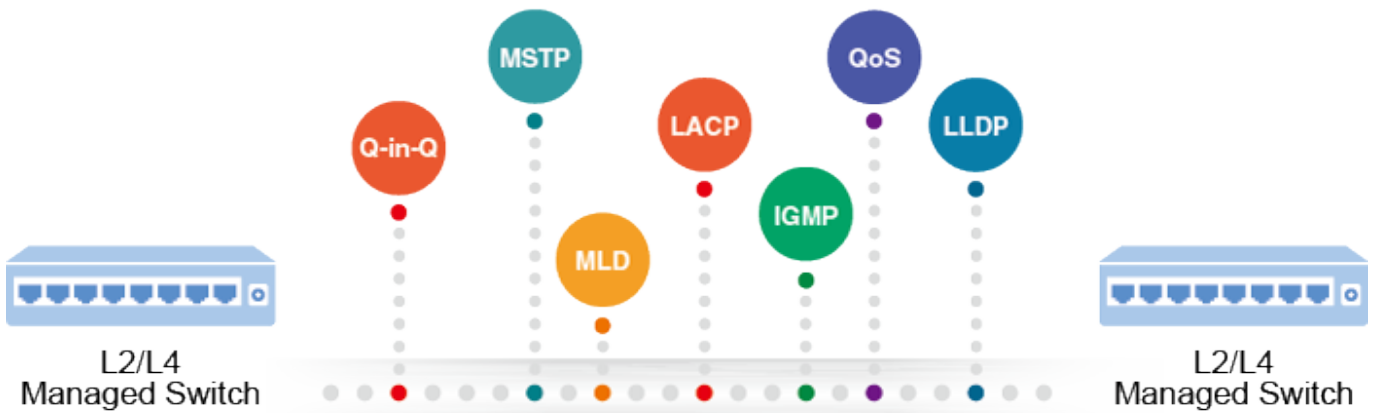 MSTP
QoS
Q-in-Q
LACP
LLDP
MLD
IGMP
L2/L4
Managed Switch
L2/L4
Managed Switch